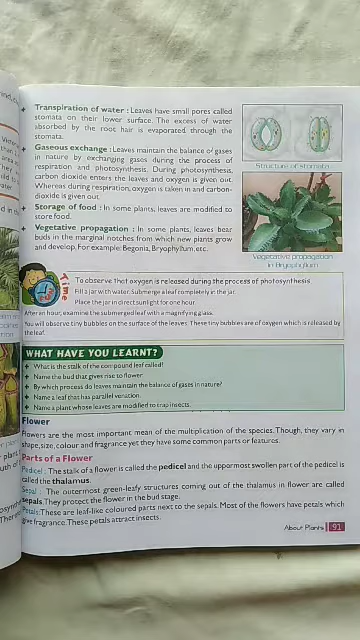 + Transpiration of water : Leaves have small pores called
stomata on their lower surface. The excess of water
absorbed by the root hair is evaporated through the
stomata.
+ Gaseous exchange : Leaves maintain the balance of gases
in nature by exchanging gases during the process of
respiration and photosynthesis. During photosynthesis,
carbon dioxide enters the leaves and oxygen is given out.
Whereas during respiration, oxygen is taken in and carbon-
dioxide is given out.
+ Storage of food : In some plants, leaves are modified to
store food.
+ Vegetative propagation : In some plants, leaves bear
buds in the marginal notches from which new plants grow
and develop. For example: Begonia, Bryophyllum, etc.
Structure of Stomata
Vegetative propagation
in Bryophyllum
Time
To observe that oxygen is released during the process of photosynthesis
Fill a jar with water. Submerge a leaf completely in the jar.
Place the jar in direct sunlight for one hour.
After an hour, examine the submerged leaf with a magnifying glass.
You will observe tiny bubbles on the surface of the leaves. These tiny bubbles are of oxygen which is released by
the leaf.
WHAT HAVE YOU LEARNT?
+ What is the stalk of the compound leaf called?
+ Name the bud that gives rise to flower.
+ By which process do leaves maintain the balance of gases in nature?
+ Name a leaf that has parallel venation.
+ Name a plant whose leaves are modified to trap insects.
Flower
Flowers are the most important mean of the multiplication of the species. Though, they vary in
shape, size, colour and fragrance yet they have some common parts or features.
Parts of a Flower
Pedicel : The stalk of a flower is called the pedicel and the uppermost swollen part of the pedicel is
called the thalamus.
Sepal : The outermost green-leafy structures coming out of the thalamus in flower are called
sepals. They protect the flower in the bud stage.
Petals : These are leaf-like coloured parts next to the sepals. Most of the flowers have petals which
give fragrance. These petals attract insects.
About Plants 91